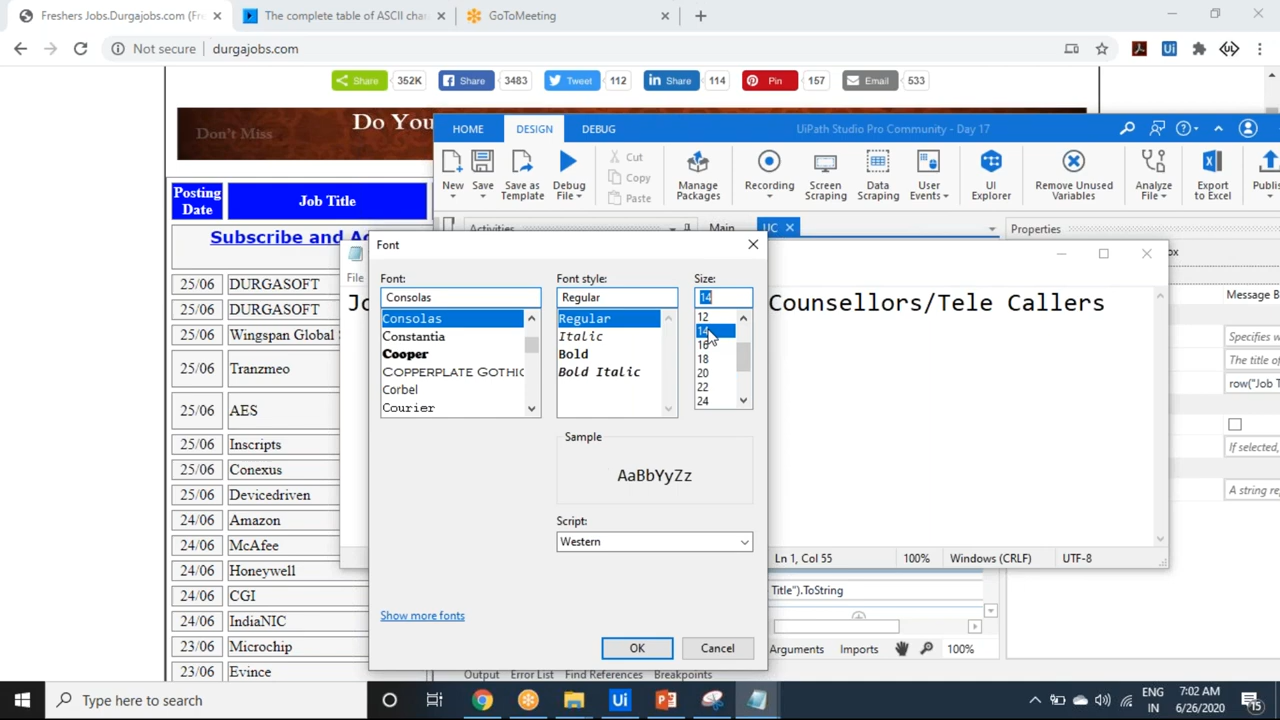 Freshers Jobs.Durgajobs.com (Fre
The complete table of ASCII char
GoToMeeting
Not secure
durgajobs.com
Share 352K
Share 3483
Tweet 112
Share 114
Pin 157
Email 533
Don't Miss
Do You
HOME
DESIGN
DEBUG
UiPath Studio Pro Community - Day 17
New
Save
Save as Template
Debug File
Cut
Copy
Paste
Manage Packages
Recording
Screen Scraping
Data Scraping
User Events
UI Explorer
Remove Unused Variables
Analyze File
Export to Excel
Publis
Activities
Main
UC
Properties
Posting Date
Job Title
Subscribe and Ad
25/06 DURGASOFT
25/06 DURGASOFT
25/06 Wingspan Global
25/06 Tranzmeo
25/06 AES
25/06 Inscripts
25/06 Conexus
25/06 Devicedriven
24/06 Amazon
24/06 McAfee
24/06 Honeywell
24/06 CGI
24/06 IndiaNIC
23/06 Microchip
23/06 Evince
File
Counsellors/Tele Callers
Ln 1, Col 55
100%
Windows (CRLF)
UTF-8
Font
Font:
Consolas
Consolas
Constantia
Cooper
COPPERPLATE GOTHIC
Corbel
Courier
Font style:
Regular
Regular
Italic
Bold
Bold Italic
Size:
14
12
14
16
18
20
22
24
Sample
AaBbYyZz
Script:
Western
Show more fonts
OK
Cancel
ox
Message B
Specifies w
The title of
row("Job T
If selected,
A string rep
Title").ToString
Arguments
Imports
100%
Output
Error List
Find References
Breakpoints
Type here to search
ENG
IN
7:02 AM
6/26/2020
15